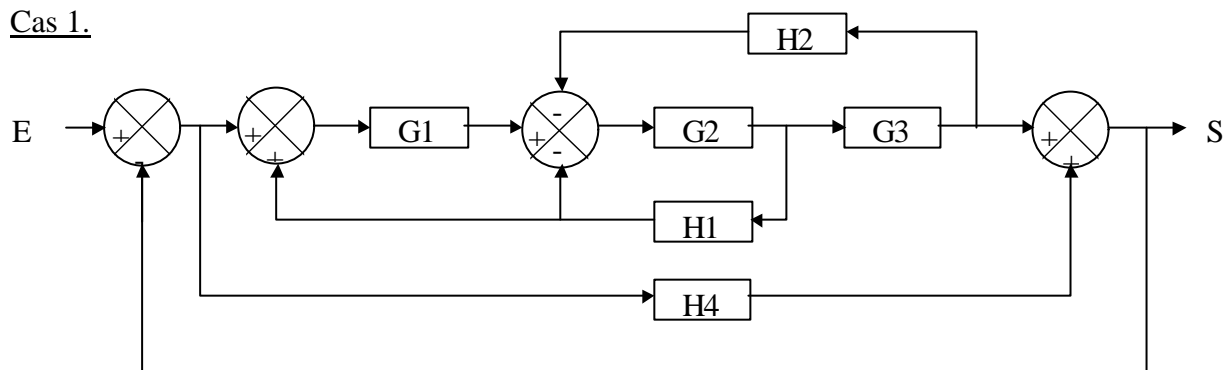 Cas 1.
H2
E + - + + G1 - + - G2 G3 + + S
H1
H4